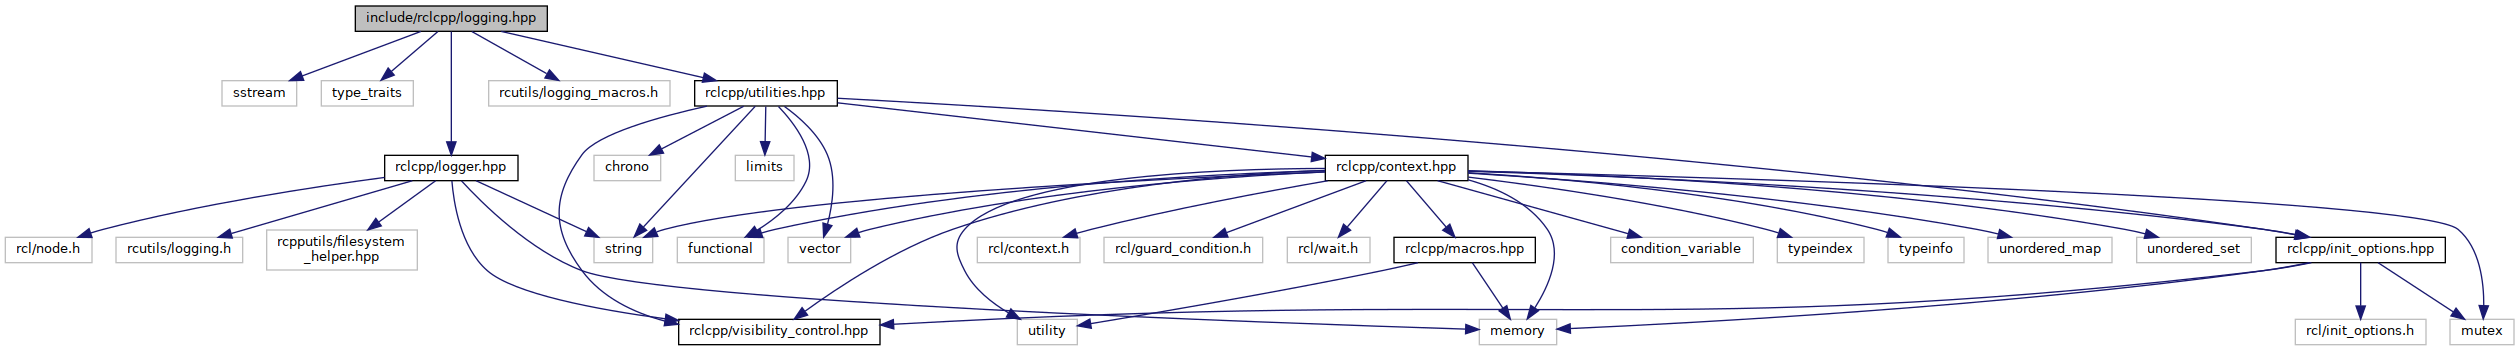 include/rclcpp/logging.hpp
sstream
type_traits
rcutils/logging_macros.h
rclcpp/utilities.hpp
rclcpp/logger.hpp
chrono
limits
rclcpp/context.hpp
rcl/node.h
rcutils/logging.h
rcpputils/filesystem
_helper.hpp
string
functional
vector
rcl/context.h
rcl/guard_condition.h
rcl/wait.h
rclcpp/macros.hpp
condition_variable
typeindex
typeinfo
unordered_map
unordered_set
rclcpp/init_options.hpp
rclcpp/visibility_control.hpp
utility
memory
rcl/init_options.h
mutex